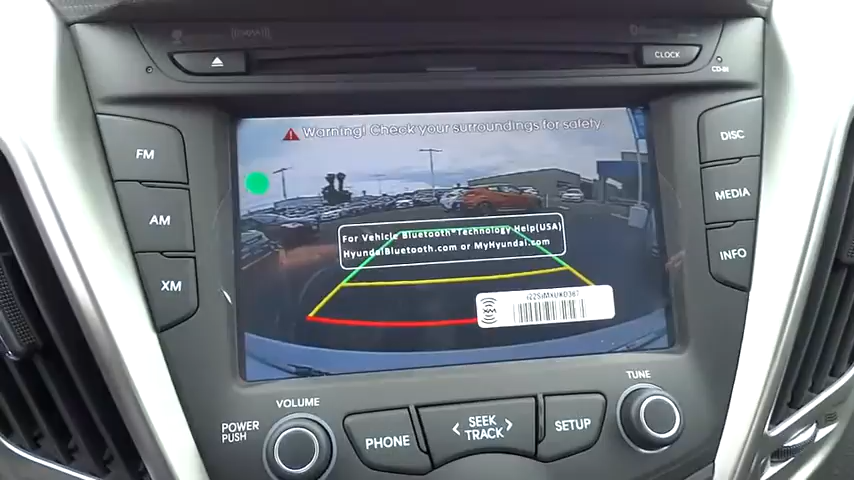 CLOCK
CD-IN
Warning! Check your surroundings for safety
FM
AM
XM
DISC
MEDIA
INFO
For Vehicle Bluetooth Technology Help(USA)
HyundaiBluetooth.com or MyHyundai.com
XM
VOLUME
POWER
PUSH
PHONE
SEEK
TRACK
SETUP
TUNE